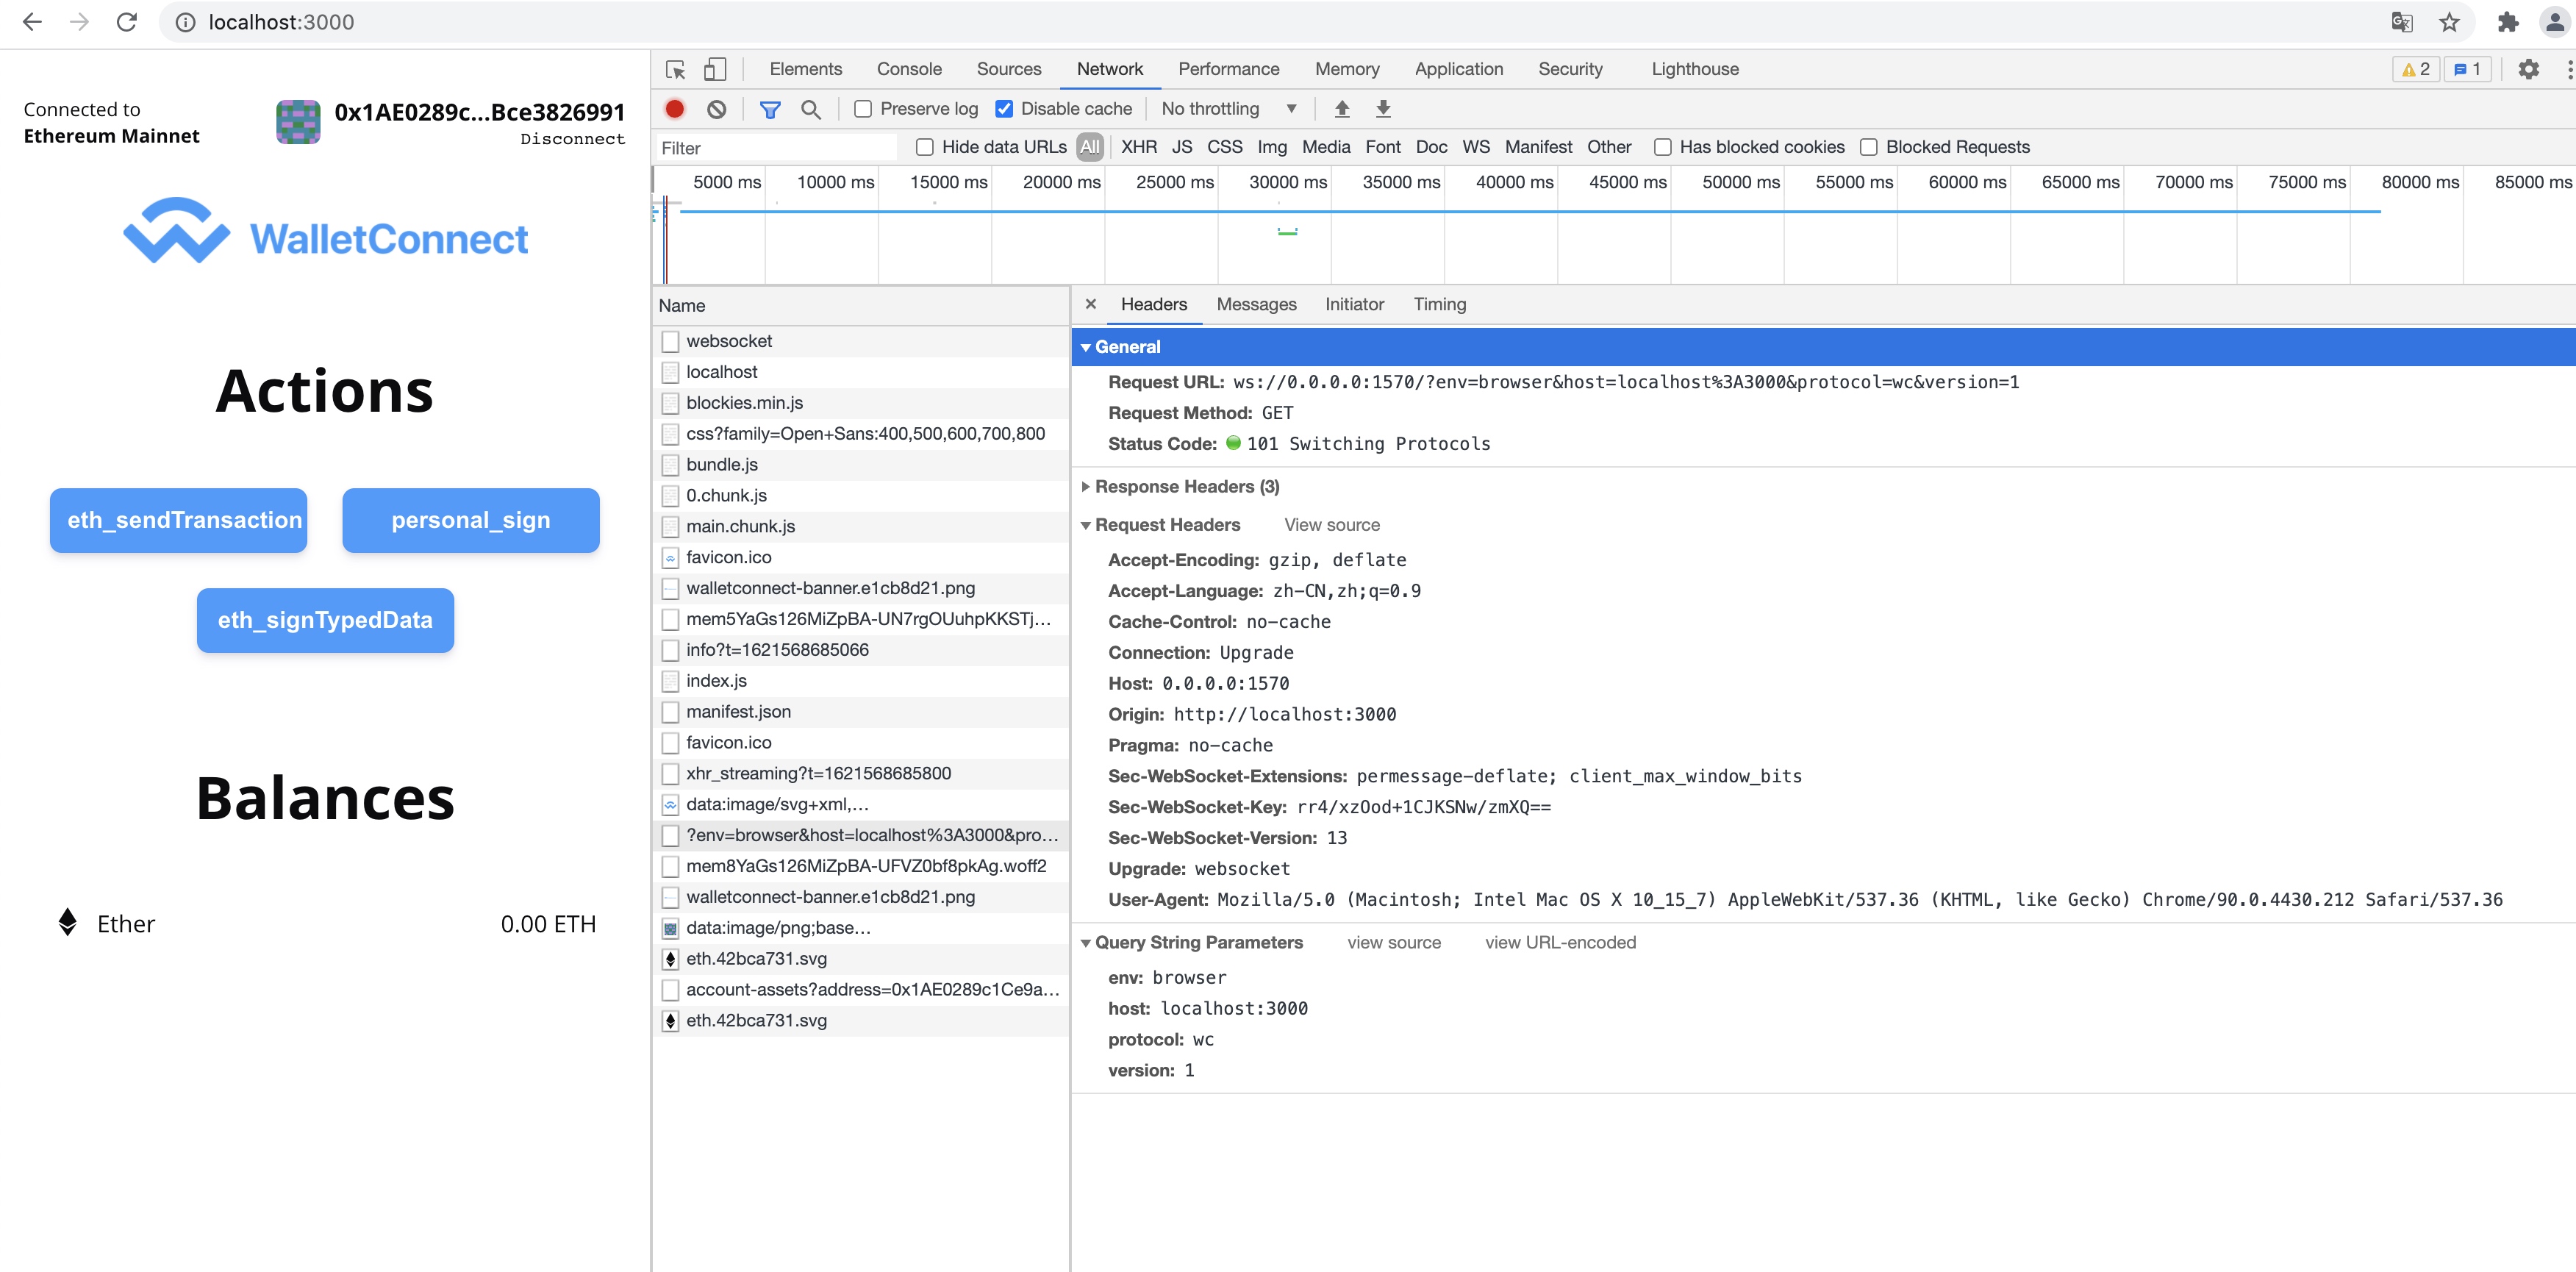 localhost:3000
Connected to
Ethereum Mainnet
0x1AE0289c...Bce3826991
Disconnect
WalletConnect
Actions
eth_sendTransaction
personal_sign
eth_signTypedData
Balances
Ether 0.00 ETH
Elements Console Sources Network Performance Memory Application Security Lighthouse 2 1
Preserve log Disable cache No throttling
Filter Hide data URLs All XHR JS CSS Img Media Font Doc WS Manifest Other Has blocked cookies Blocked Requests
5000 ms 10000 ms 15000 ms 20000 ms 25000 ms 30000 ms 35000 ms 40000 ms 45000 ms 50000 ms 55000 ms 60000 ms 65000 ms 70000 ms 75000 ms 80000 ms 85000 ms
Name
websocket
localhost
blockies.min.js
css?family=Open+Sans:400,500,600,700,800
bundle.js
0.chunk.js
main.chunk.js
favicon.ico
walletconnect-banner.e1cb8d21.png
mem5YaGs126MiZpBA-UN7rgOUuhpKKSTj...
info?t=1621568685066
index.js
manifest.json
favicon.ico
xhr_streaming?t=1621568685800
data:image/svg+xml,...
?env=browser&host=localhost%3A3000&pro...
mem8YaGs126MiZpBA-UFVZ0bf8pkAg.woff2
walletconnect-banner.e1cb8d21.png
data:image/png;base...
eth.42bca731.svg
account-assets?address=0x1AE0289c1Ce9a...
eth.42bca731.svg
Headers Messages Initiator Timing
General
Request URL: ws://0.0.0.0:1570/?env=browser&host=localhost%3A3000&protocol=wc&version=1
Request Method: GET
Status Code: 101 Switching Protocols
Response Headers (3)
Request Headers View source
Accept-Encoding: gzip, deflate
Accept-Language: zh-CN,zh;q=0.9
Cache-Control: no-cache
Connection: Upgrade
Host: 0.0.0.0:1570
Origin: http://localhost:3000
Pragma: no-cache
Sec-WebSocket-Extensions: permessage-deflate; client_max_window_bits
Sec-WebSocket-Key: rr4/xzOod+1CJKSNw/zmXQ==
Sec-WebSocket-Version: 13
Upgrade: websocket
User-Agent: Mozilla/5.0 (Macintosh; Intel Mac OS X 10_15_7) AppleWebKit/537.36 (KHTML, like Gecko) Chrome/90.0.4430.212 Safari/537.36
Query String Parameters view source view URL-encoded
env: browser
host: localhost:3000
protocol: wc
version: 1